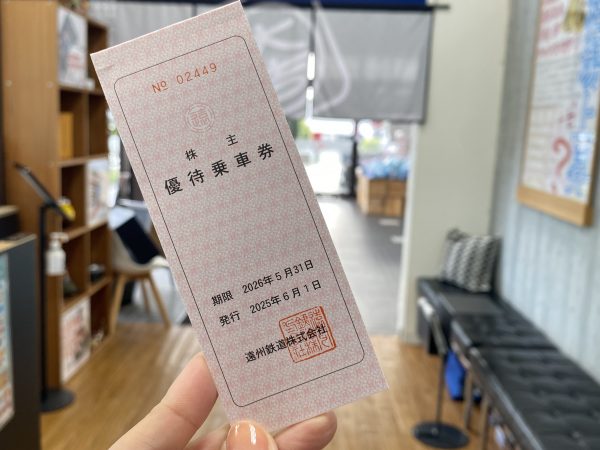 № 02449
株主
優待乗車券
期限 2026年5月31日
発行 2025年6月1日
遠州鉄道株式会社
?